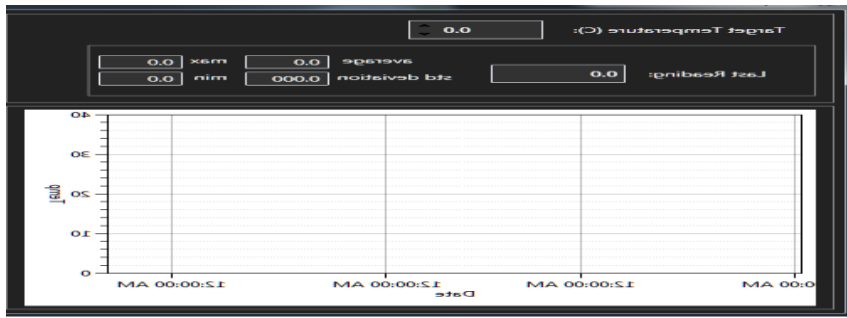 Target Temperature (C): 0.0
average 0.0 max 0.0
Last Reading: 0.0
std deviation 0.000 min 0.0
40
30
Temp
20
10
0
0:00 AM 12:00:00 AM 12:00:00 AM 12:00:00 AM
Date